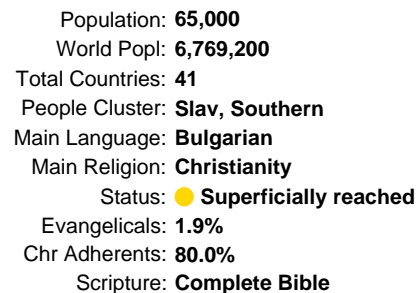 Population: 65,000
World Popl: 6,769,200
Total Countries: 41
People Cluster: Slav, Southern
Main Language: Bulgarian
Main Religion: Christianity
Status: Superficially reached
Evangelicals: 1.9%
Chr Adherents: 80.0%
Scripture: Complete Bible